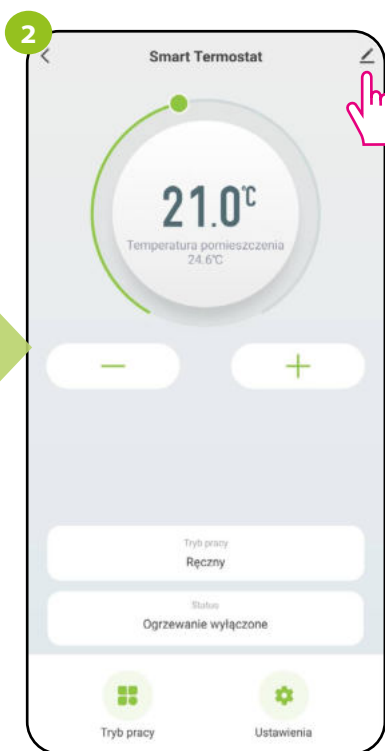 2
Smart Termostat
21.0°C
Temperatura pomieszczenia
24.6°C
Tryb pracy
Ręczny
Status
Ogrzewanie wyłączone
Tryb pracy
Ustawienia